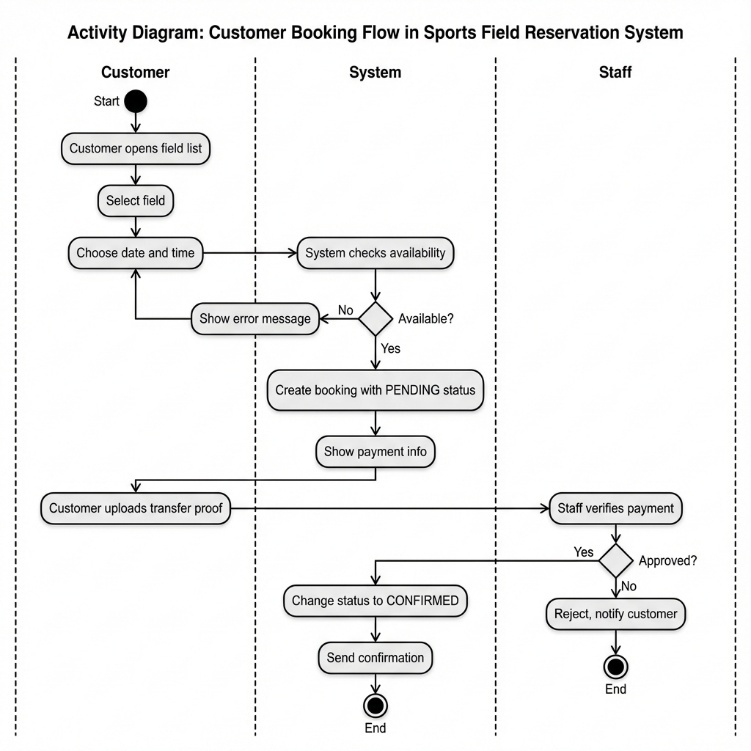 Activity Diagram: Customer Booking Flow in Sports Field Reservation System
Customer
System
Staff
Start
Customer opens field list
Select field
Choose date and time
System checks availability
Show error message
No
Available?
Yes
Create booking with PENDING status
Show payment info
Customer uploads transfer proof
Staff verifies payment
Yes
Approved?
No
Change status to CONFIRMED
Reject, notify customer
Send confirmation
End
End